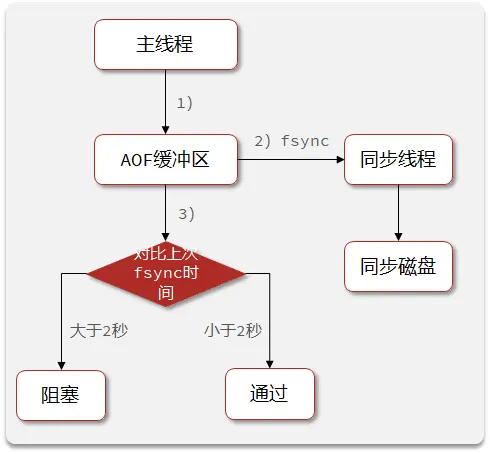 主线程
1)
AOF缓冲区
2) fsync
同步线程
3)
对比上次
fsync时
间
同步磁盘
大于2秒
小于2秒
阻塞
通过